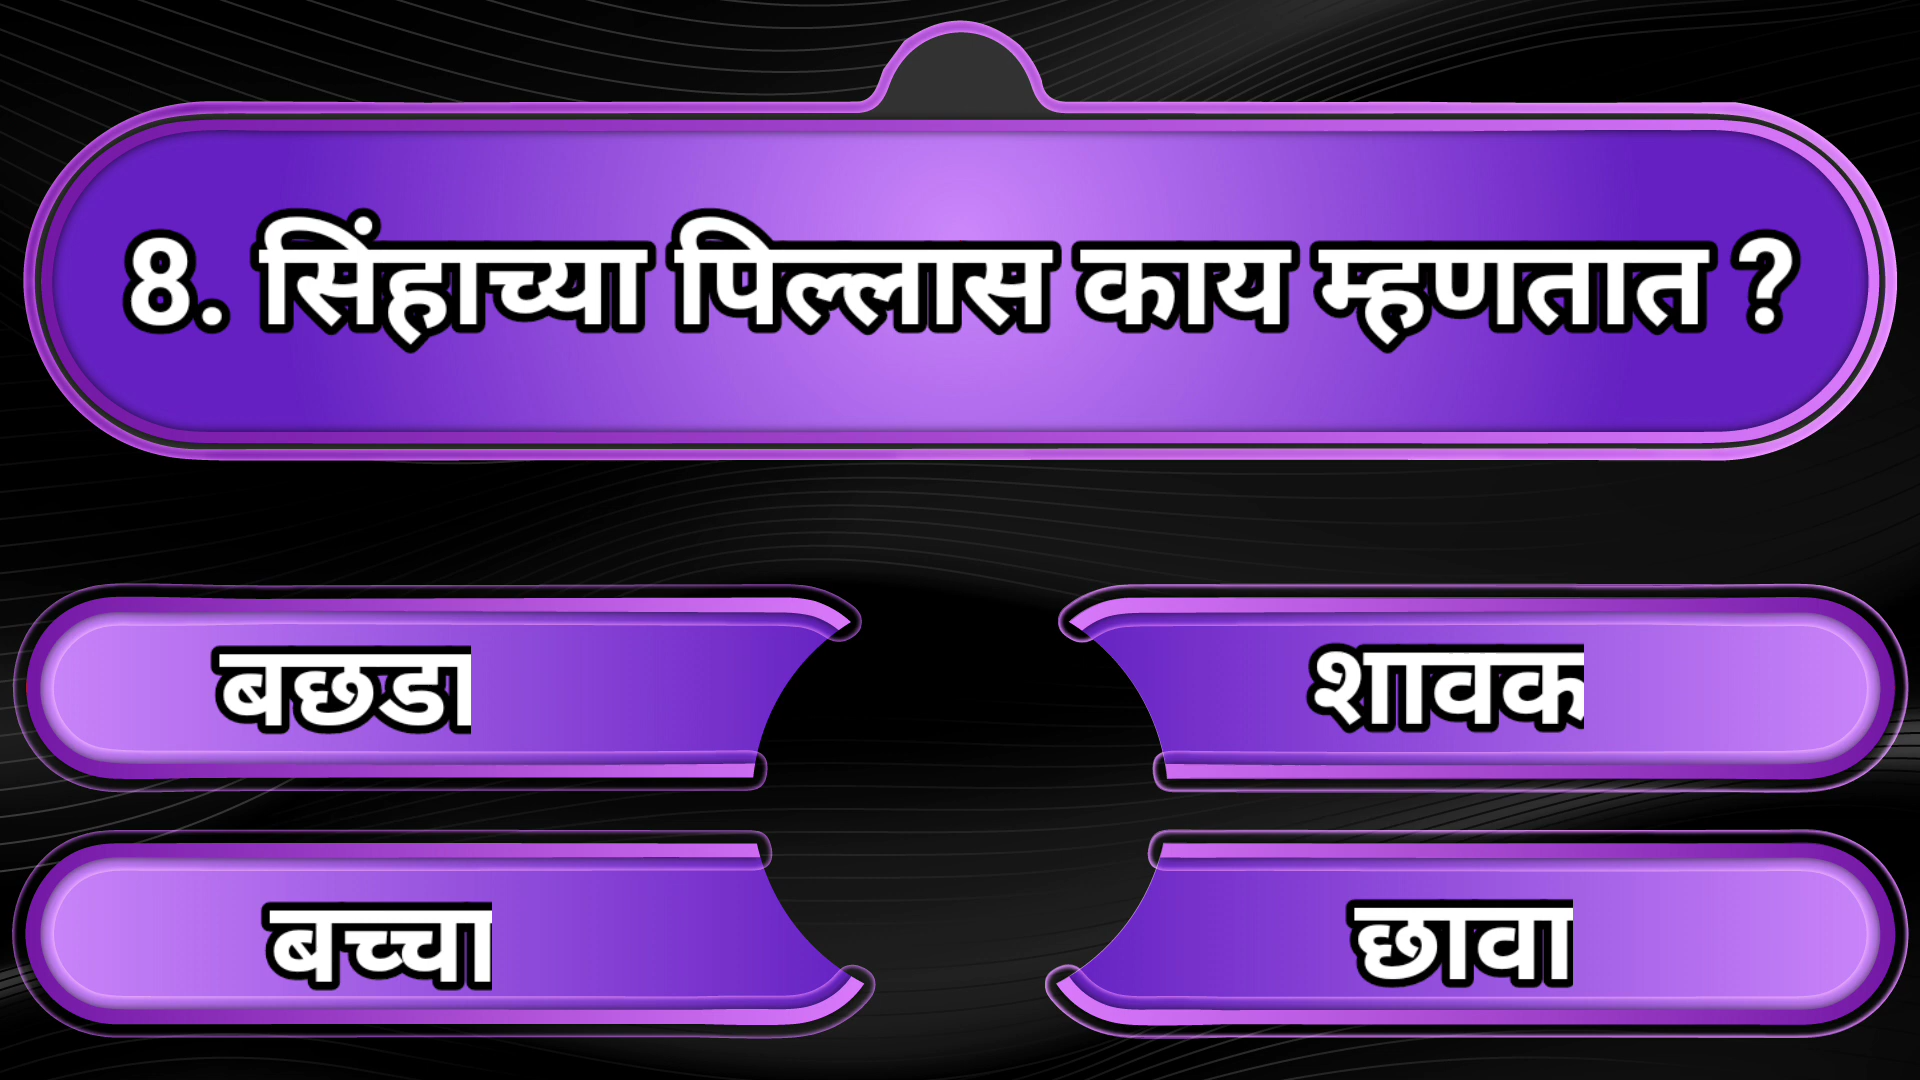 8. सिंहाच्या पिल्लास काय म्हणतात ?
बछडा
शावक
बच्चा
छावा